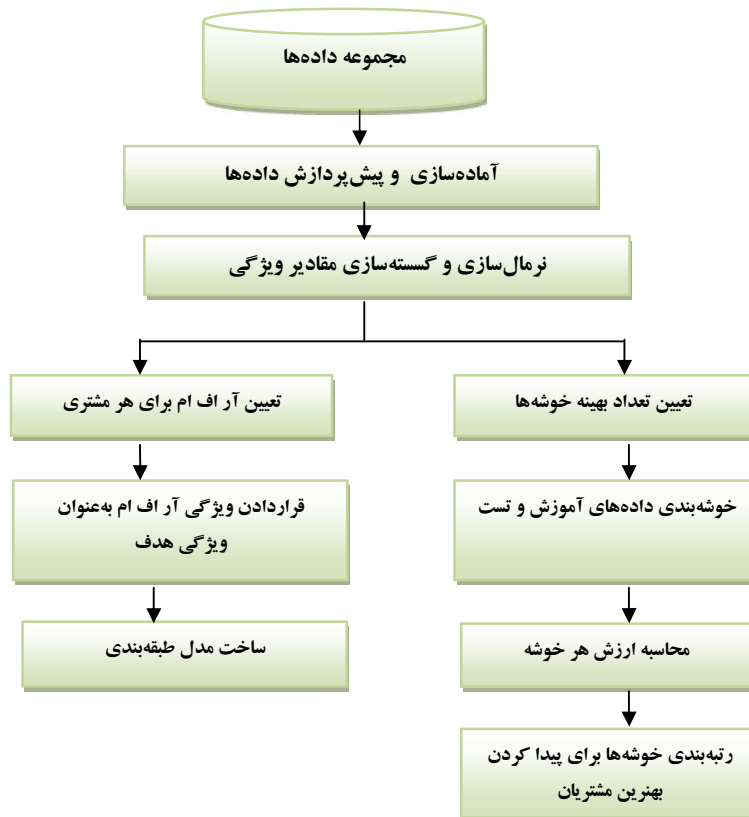 مجموعه داده‌ها
آماده‌سازی و پیش‌پردازش داده‌ها
نرمال‌سازی و گسسته‌سازی مقادیر ویژگی
تعیین تعداد بهینه خوشه‌ها
خوشه‌بندی داده‌های آموزش و تست
محاسبه ارزش هر خوشه
رتبه‌بندی خوشه‌ها برای پیدا کردن
بهترین مشتریان
تعیین آر اف ام برای هر مشتری
قراردادن ویژگی آر اف ام به‌عنوان
ویژگی هدف
ساخت مدل طبقه‌بندی